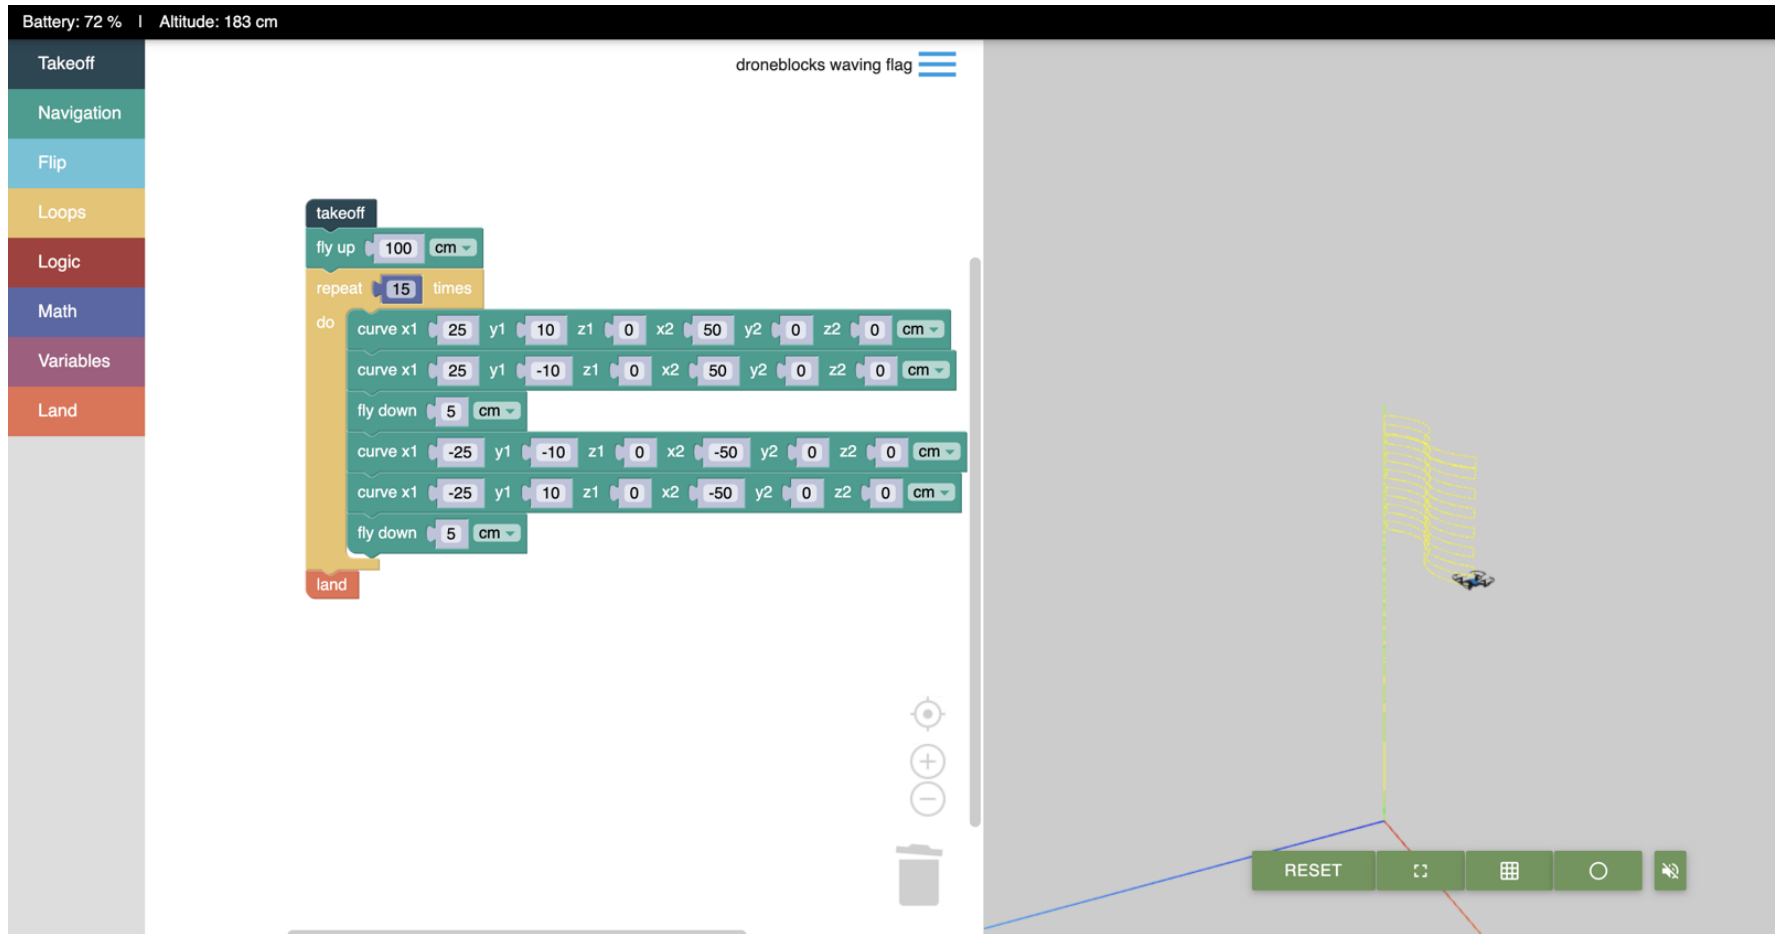 Battery: 72 % | Altitude: 183 cm
Takeoff
Navigation
Flip
Loops
Logic
Math
Variables
Land
droneblocks waving flag
takeoff
fly up 100 cm
repeat 15 times
do
curve x1 25 y1 10 z1 0 x2 50 y2 0 z2 0 cm
curve x1 25 y1 -10 z1 0 x2 50 y2 0 z2 0 cm
fly down 5 cm
curve x1 -25 y1 -10 z1 0 x2 -50 y2 0 z2 0 cm
curve x1 -25 y1 10 z1 0 x2 -50 y2 0 z2 0 cm
fly down 5 cm
land
RESET